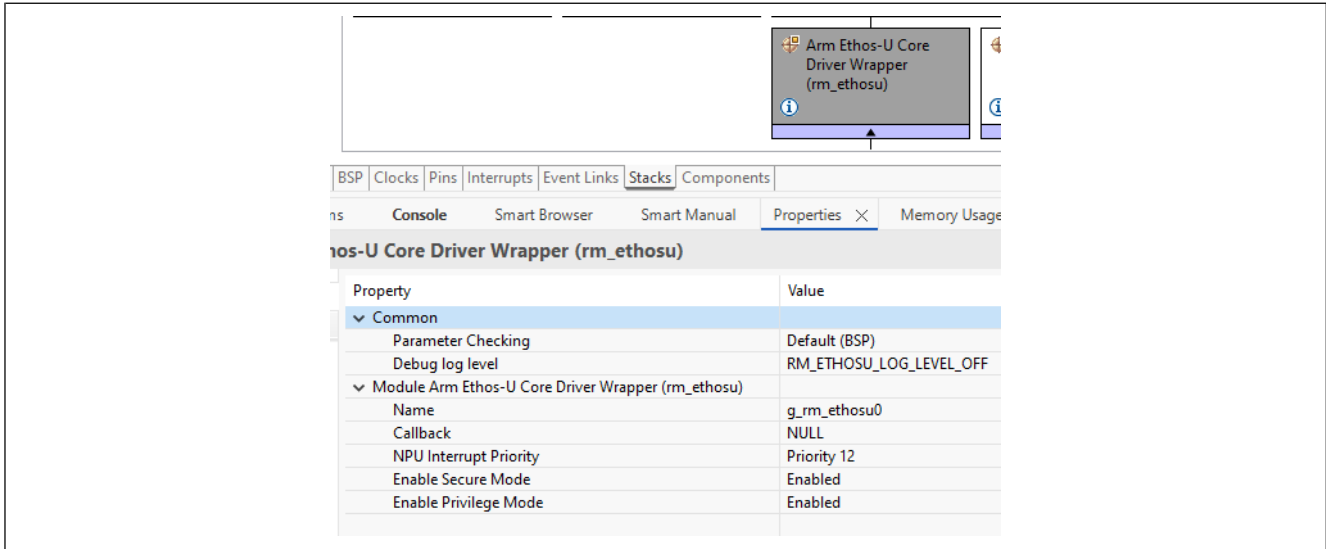 Arm Ethos-U Core
Driver Wrapper
(rm_ethosu)
BSP Clocks Pins Interrupts Event Links Stacks Components
Console Smart Browser Smart Manual Properties Memory Usage
Core Driver Wrapper (rm_ethosu)
Property Value
Common
Parameter Checking Default (BSP)
Debug log level RM_ETHOSU_LOG_LEVEL_OFF
Module Arm Ethos-U Core Driver Wrapper (rm_ethosu)
Name g_rm_ethosu0
Callback NULL
NPU Interrupt Priority Priority 12
Enable Secure Mode Enabled
Enable Privilege Mode Enabled